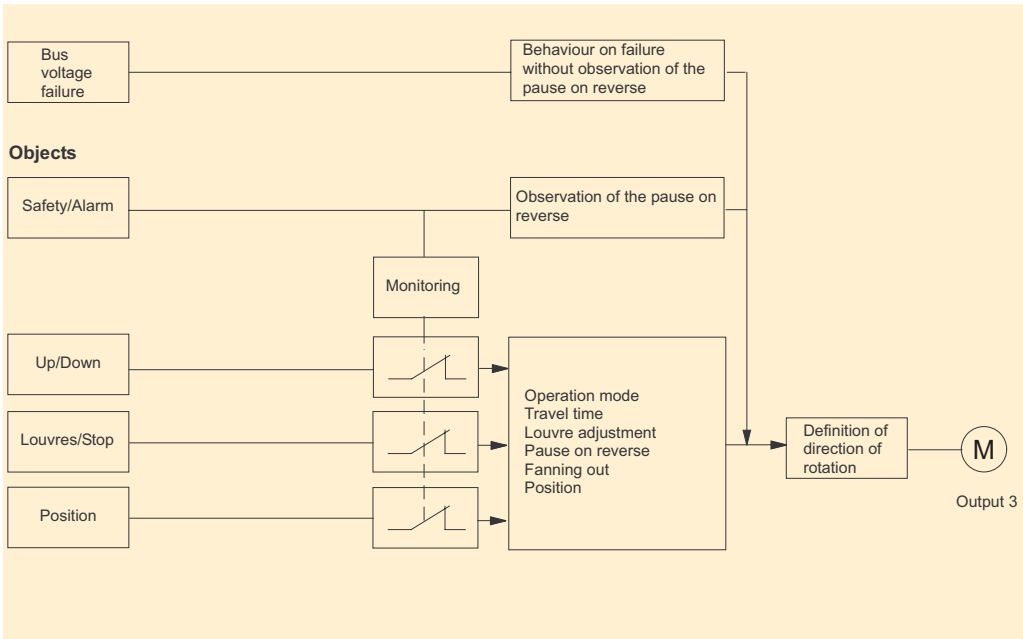 Bus
voltage
failure
Behaviour on failure
without observation of the
pause on reverse
Objects
Safety/Alarm
Observation of the pause on
reverse
Monitoring
Up/Down
Louvres/Stop
Position
Operation mode
Travel time
Louvre adjustment
Pause on reverse
Fanning out
Position
Definition of
direction of
rotation
M
Output 3